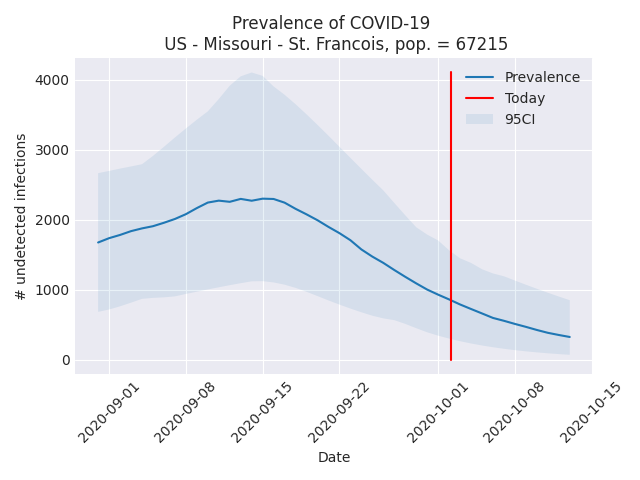 Prevalence of COVID-19
US - Missouri - St. Francois, pop. = 67215
# undetected infections
4000
3000
2000
1000
0
Prevalence
Today
95CI
2020-09-01
2020-09-08
2020-09-15
2020-09-22
2020-10-01
2020-10-08
2020-10-15
Date